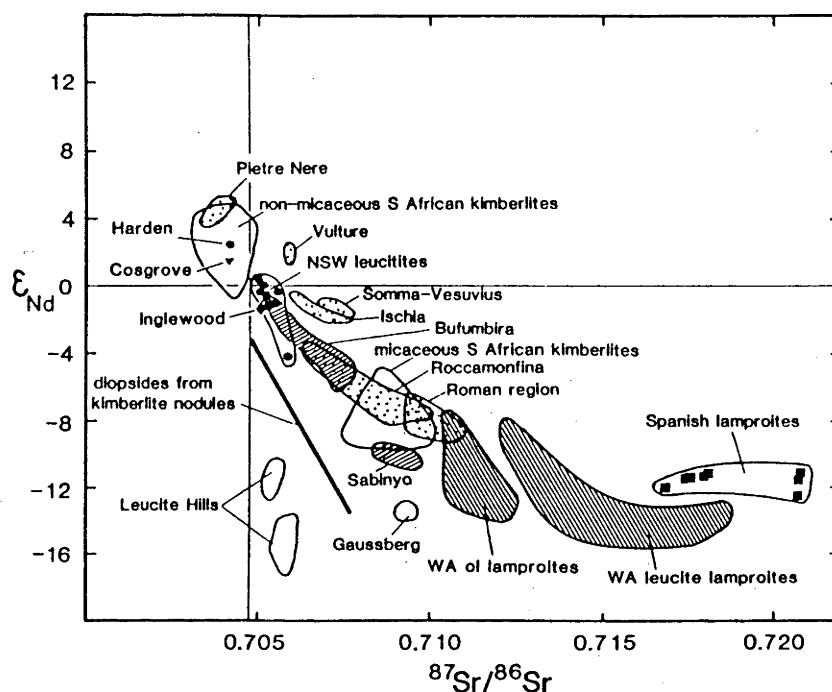 12
8
4
0
-4
-8
-12
-16
εNd
Pietre Nere
non-micaceous S African kimberlites
Harden
Vulture
Cosgrove
NSW leucitites
Somma-Vesuvius
Inglewood
Ischia
Bufumbira
micaceous S African kimberlites
Roccamonfina
diopsides from
kimberlite nodules
Roman region
Spanish lamproites
Sabinyo
Leucite Hills
Gaussberg
WA ol lamproites
WA leucite lamproites
0.705
0.710
0.715
0.720
87Sr/86Sr